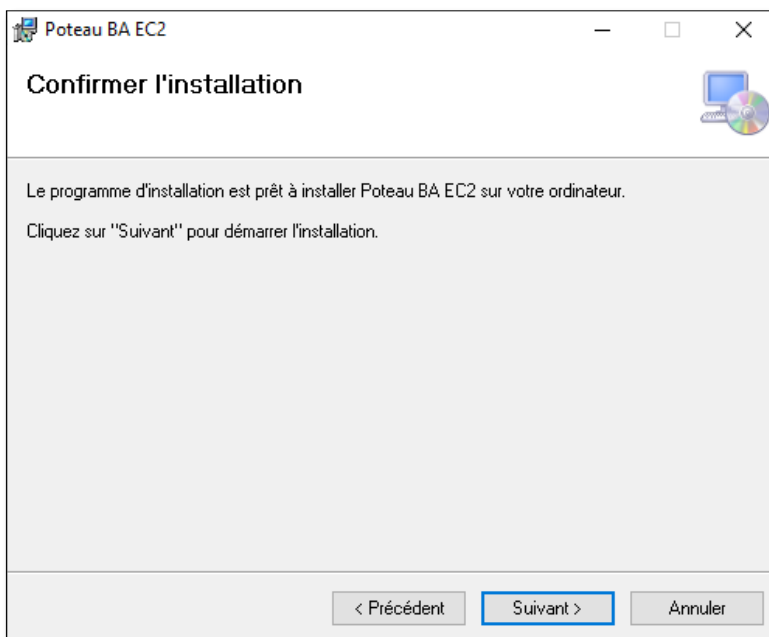 Poteau BA EC2
Confirmer l'installation
Le programme d'installation est prêt à installer Poteau BA EC2 sur votre ordinateur.
Cliquez sur "Suivant" pour démarrer l'installation.
< Précédent
Suivant >
Annuler